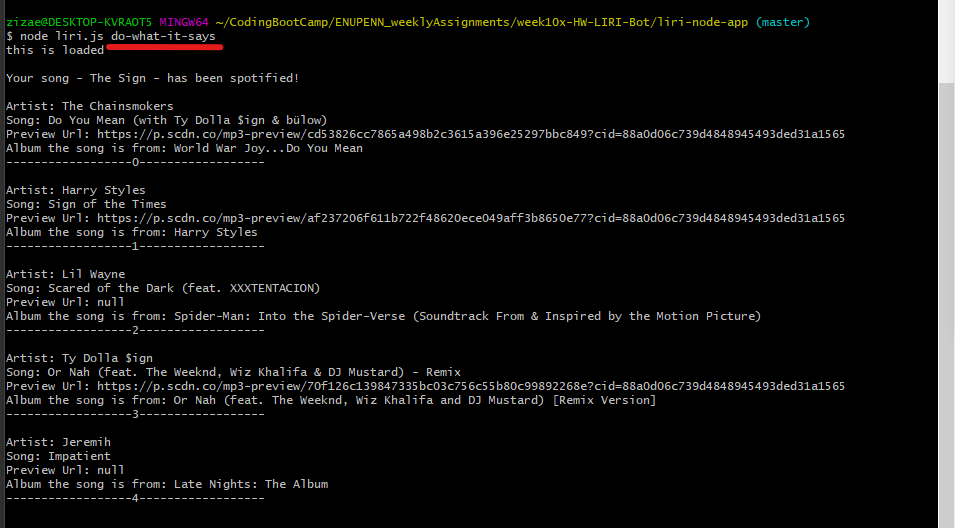 zizae@DESKTOP-KVRAOT5 MINGW64 ~/CodingBootCamp/ENUPENN_weeklyAssignments/week10x-HW-LIRI-Bot/liri-node-app (master)
$ node liri.js do-what-it-says
this is loaded
Your song - The Sign - has been spotified!
Artist: The Chainsmokers
Song: Do You Mean (with Ty Dolla $ign & bülow)
Preview Url: https://p.scdn.co/mp3-preview/cd53826cc7865a498b2c3615a396e25297bbc849?cid=88a0d06c739d4848945493ded31a1565
Album the song is from: World War Joy...Do You Mean
------------------0------------------
Artist: Harry Styles
Song: Sign of the Times
Preview Url: https://p.scdn.co/mp3-preview/af237206f611b722f48620ece049aff3b8650e77?cid=88a0d06c739d4848945493ded31a1565
Album the song is from: Harry Styles
------------------1------------------
Artist: Lil Wayne
Song: Scared of the Dark (feat. XXXTENTACION)
Preview Url: null
Album the song is from: Spider-Man: Into the Spider-Verse (Soundtrack From & Inspired by the Motion Picture)
------------------2------------------
Artist: Ty Dolla $ign
Song: Or Nah (feat. The Weeknd, Wiz Khalifa & DJ Mustard) - Remix
Preview Url: https://p.scdn.co/mp3-preview/70f126c139847335bc03c756c55b80c99892268e?cid=88a0d06c739d4848945493ded31a1565
Album the song is from: Or Nah (feat. The Weeknd, Wiz Khalifa and DJ Mustard) [Remix Version]
------------------3------------------
Artist: Jeremih
Song: Impatient
Preview Url: null
Album the song is from: Late Nights: The Album
------------------4------------------